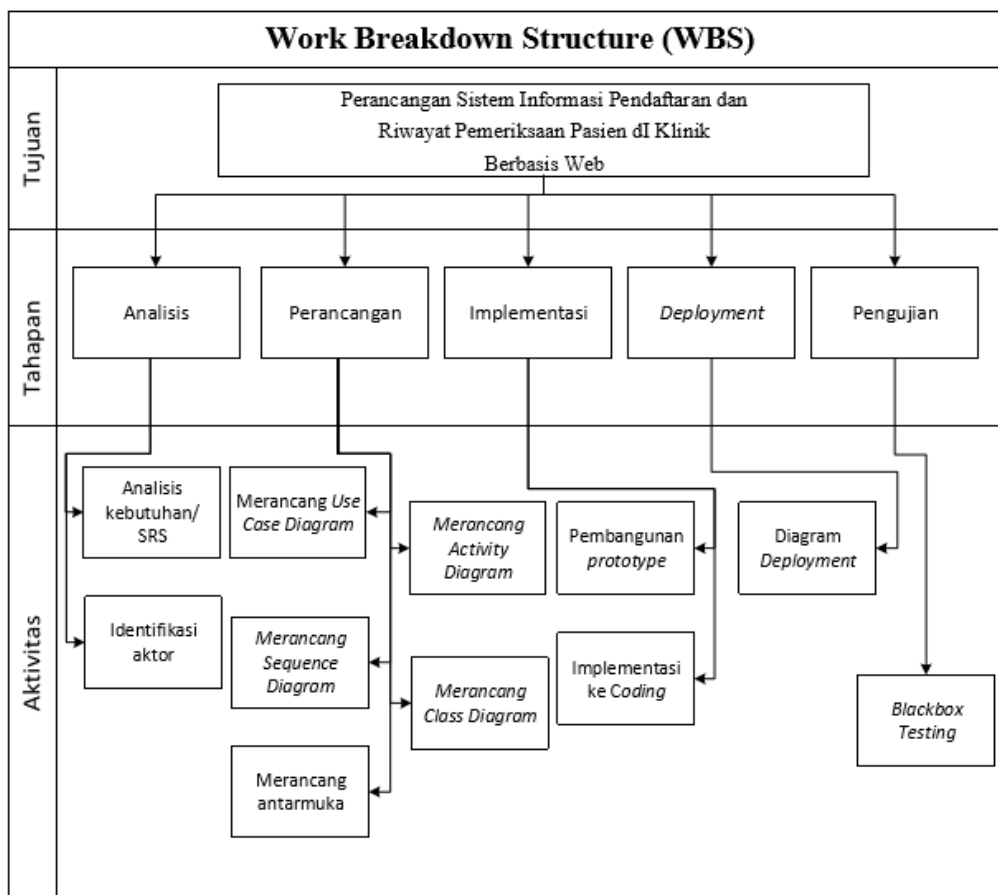 Work Breakdown Structure (WBS)
Tujuan
Perancangan Sistem Informasi Pendaftaran dan
Riwayat Pemeriksaan Pasien dI Klinik
Berbasis Web
Tahapan
Analisis
Perancangan
Implementasi
Deployment
Pengujian
Aktivitas
Analisis
kebutuhan/
SRS
Identifikasi
aktor
Merancang Use
Case Diagram
Merancang
Activity
Diagram
Merancang
Sequence
Diagram
Merancang
Class Diagram
Merancang
antarmuka
Pembangunan
prototype
Implementasi
ke Coding
Diagram
Deployment
Blackbox
Testing